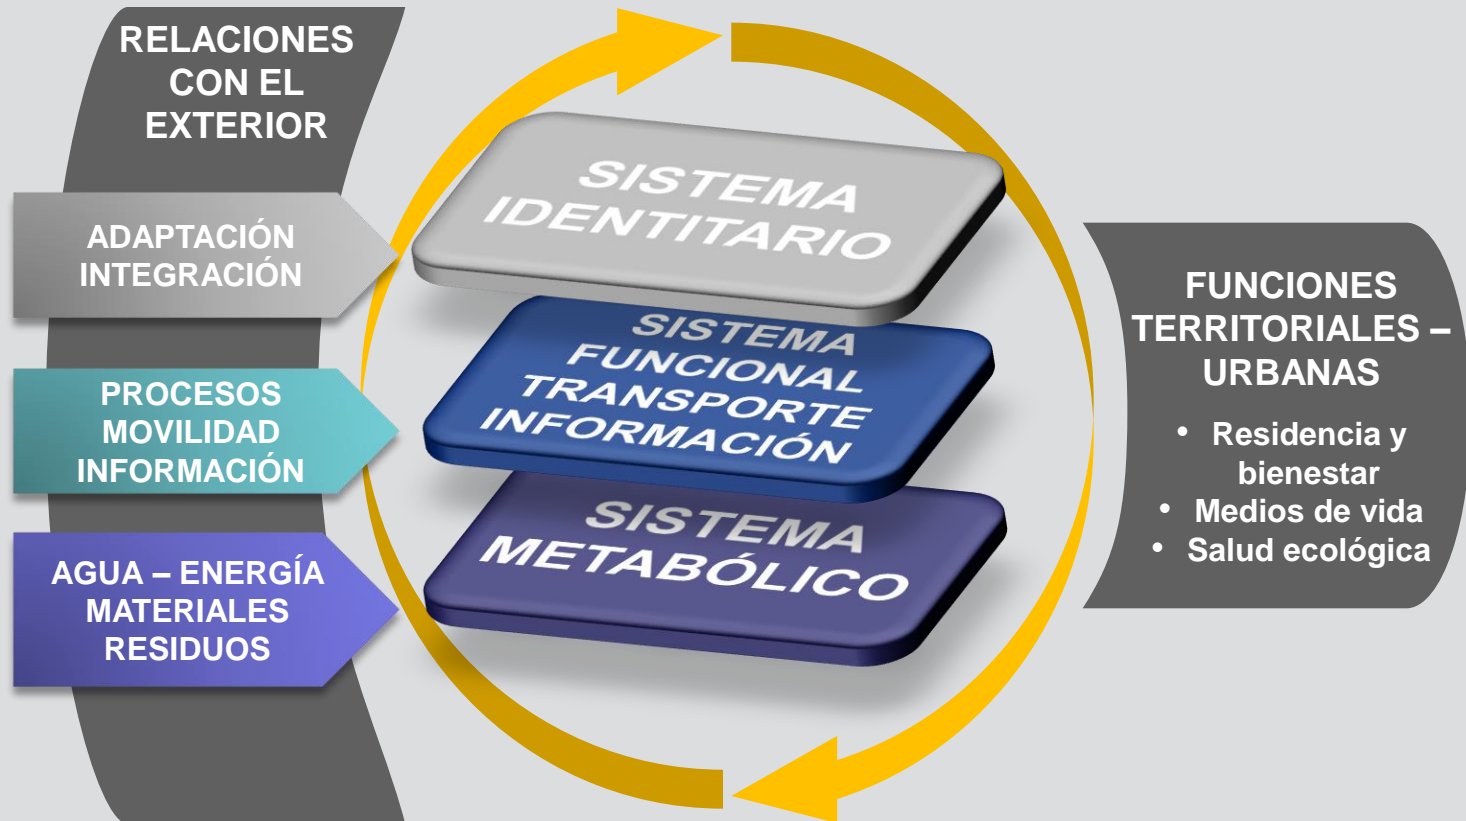 RELACIONES
CON EL
EXTERIOR
ADAPTACIÓN
INTEGRACIÓN
PROCESOS
MOVILIDAD
INFORMACIÓN
AGUA – ENERGÍA
MATERIALES
RESIDUOS
SISTEMA
IDENTITARIO
SISTEMA
FUNCIONAL
TRANSPORTE
INFORMACIÓN
SISTEMA
METABÓLICO
FUNCIONES
TERRITORIALES –
URBANAS
• Residencia y
bienestar
• Medios de vida
• Salud ecológica